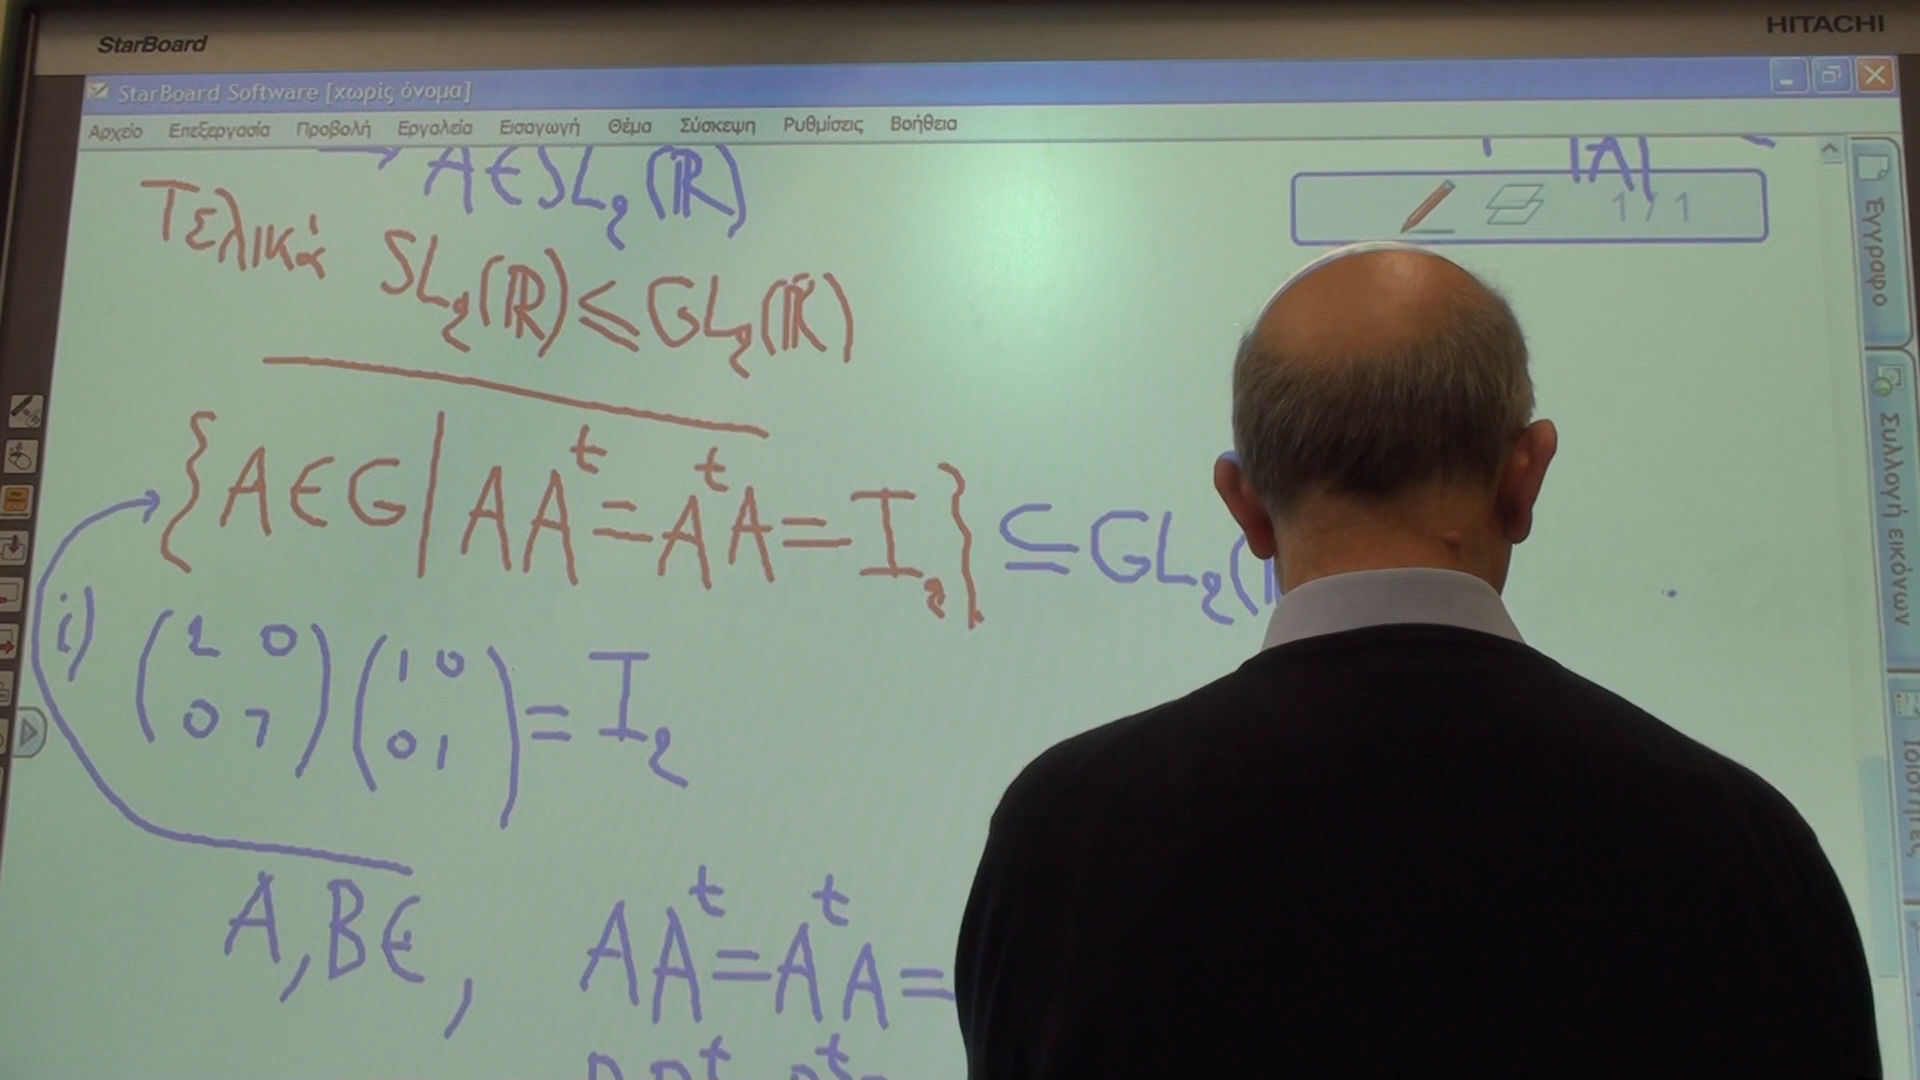 StarBoard
HITACHI
StarBoard Software [χωρίς όνομα]
Αρχείο Επεξεργασία Προβολή Εργαλεία Εισαγωγή Θέμα Σύσκεψη Ρυθμίσεις Βοήθεια
→ A∈SL₂(ℝ)
|A|
1 / 1
Τελικά SL₂(ℝ)≤GL₂(ℝ)
{A∈G | AAᵗ=AᵗA=I₂} ⊆GL₂(
i) (1 0
0 1) (1 0
0 1) = I₂
A,B∈ , AAᵗ=AᵗA=
Έγγραφο
Συλλογή εικόνων
Ιδιότητες